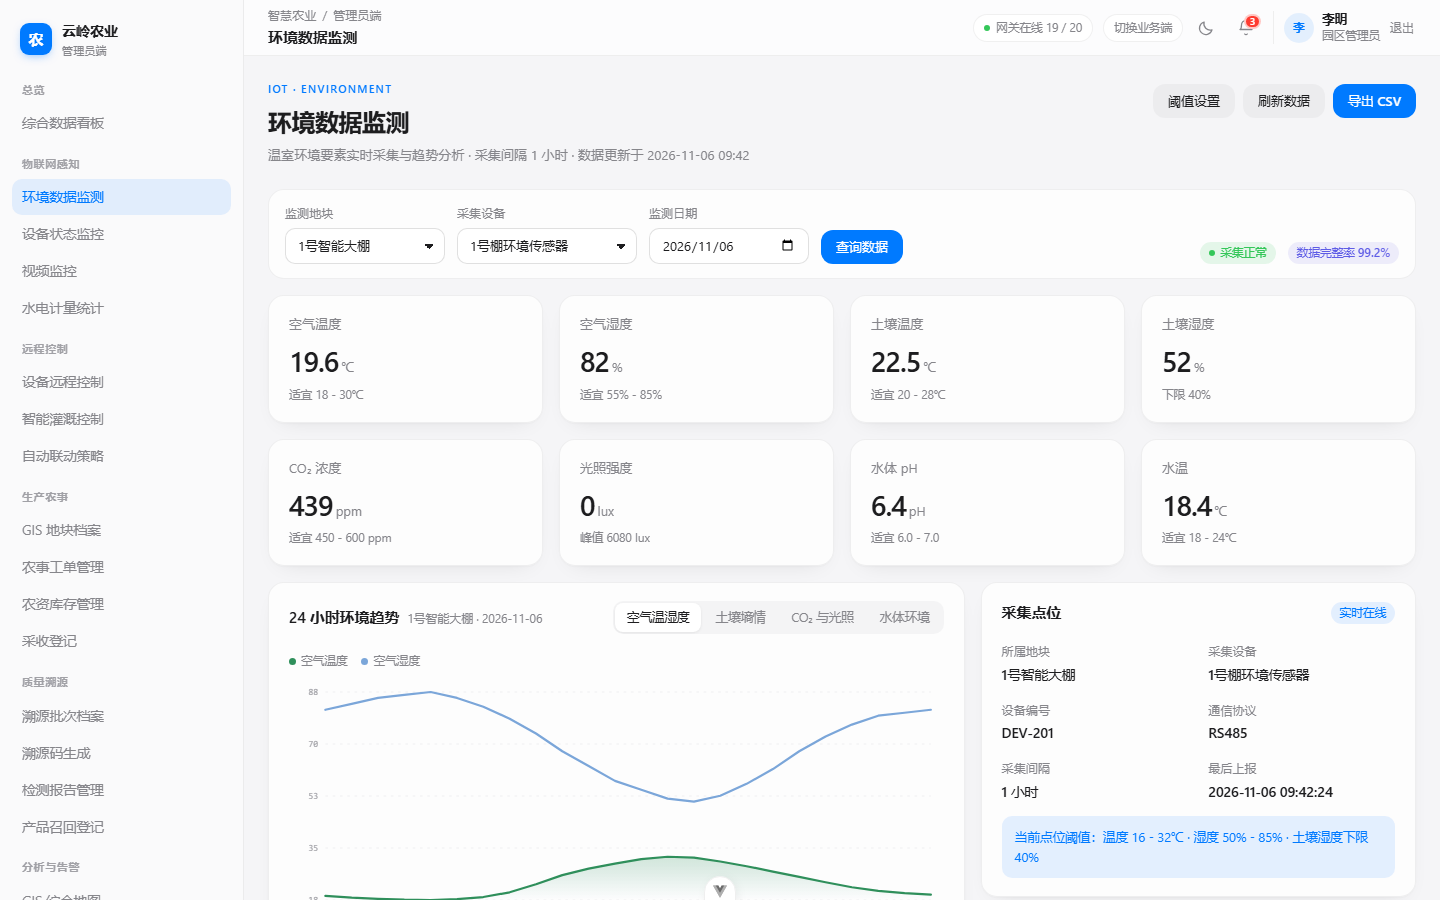 农
云岭农业
管理员端
总览
综合数据看板
物联网感知
环境数据监测
设备状态监控
视频监控
水电计量统计
远程控制
设备远程控制
智能灌溉控制
自动联动策略
生产农事
GIS 地块档案
农事工单管理
农资库存管理
采收登记
质量溯源
溯源批次档案
溯源码生成
检测报告管理
产品召回登记
分析与告警
GIS 综合地图
智慧农业 / 管理员端
环境数据监测
网关在线 19 / 20
切换业务端
3
李
李明
园区管理员
退出
IOT · ENVIRONMENT
环境数据监测
温室环境要素实时采集与趋势分析 · 采集间隔 1 小时 · 数据更新于 2026-11-06 09:42
阈值设置
刷新数据
导出 CSV
监测地块
采集设备
监测日期
1号智能大棚
1号棚环境传感器
2026/11/06
查询数据
采集正常
数据完整率 99.2%
空气温度
19.6 ℃
适宜 18 - 30℃
空气湿度
82 %
适宜 55% - 85%
土壤温度
22.5 ℃
适宜 20 - 28℃
土壤湿度
52 %
下限 40%
CO₂ 浓度
439 ppm
适宜 450 - 600 ppm
光照强度
0 lux
峰值 6080 lux
水体 pH
6.4 pH
适宜 6.0 - 7.0
水温
18.4 ℃
适宜 18 - 24℃
24 小时环境趋势 1号智能大棚 · 2026-11-06
空气温湿度
土壤墒情
CO₂ 与光照
水体环境
空气温度
空气湿度
88
70
53
35
18
采集点位
实时在线
所属地块
1号智能大棚
采集设备
1号棚环境传感器
设备编号
DEV-201
通信协议
RS485
采集间隔
1 小时
最后上报
2026-11-06 09:42:24
当前点位阈值：温度 16 - 32℃ · 湿度 50% - 85% · 土壤湿度下限
40%